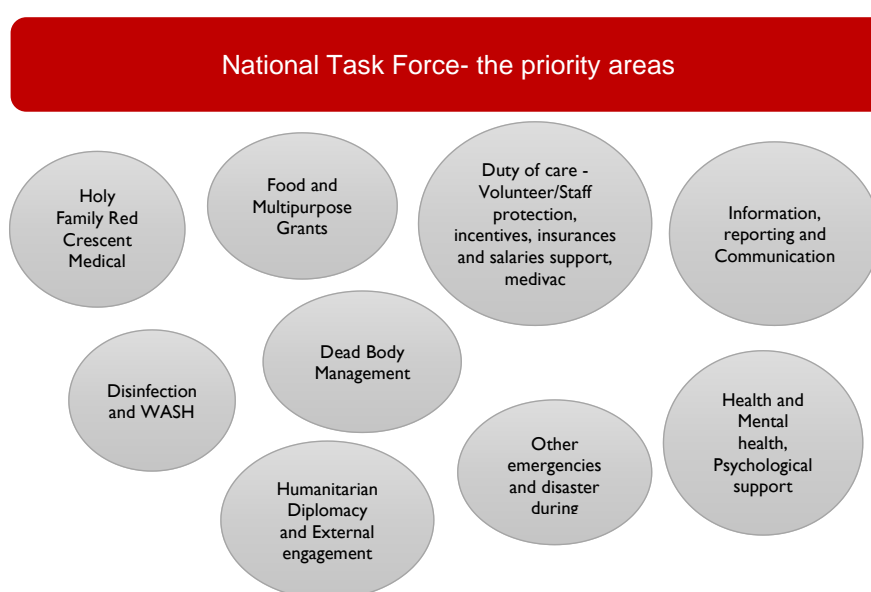 National Task Force- the priority areas
Holy
Family Red
Crescent
Medical
Food and
Multipurpose
Grants
Duty of care -
Volunteer/Staff
protection,
incentives, insurances
and salaries support,
medivac
Information,
reporting and
Communication
Disinfection
and WASH
Dead Body
Management
Humanitarian
Diplomacy
and External
engagement
Other
emergencies
and disaster
during
Health and
Mental
health,
Psychological
support